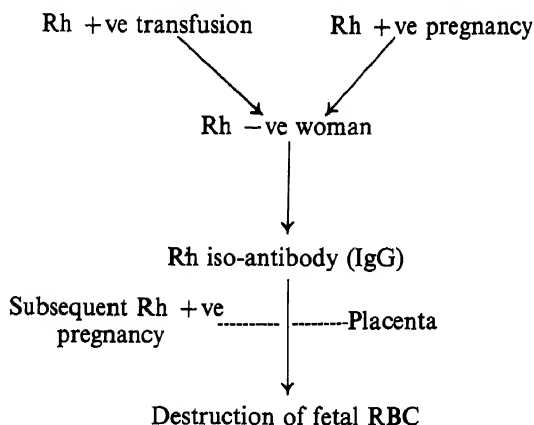 Rh +ve transfusion Rh +ve pregnancy
Rh −ve woman
Rh iso-antibody (IgG)
Subsequent Rh +ve
pregnancy
Placenta
Destruction of fetal RBC